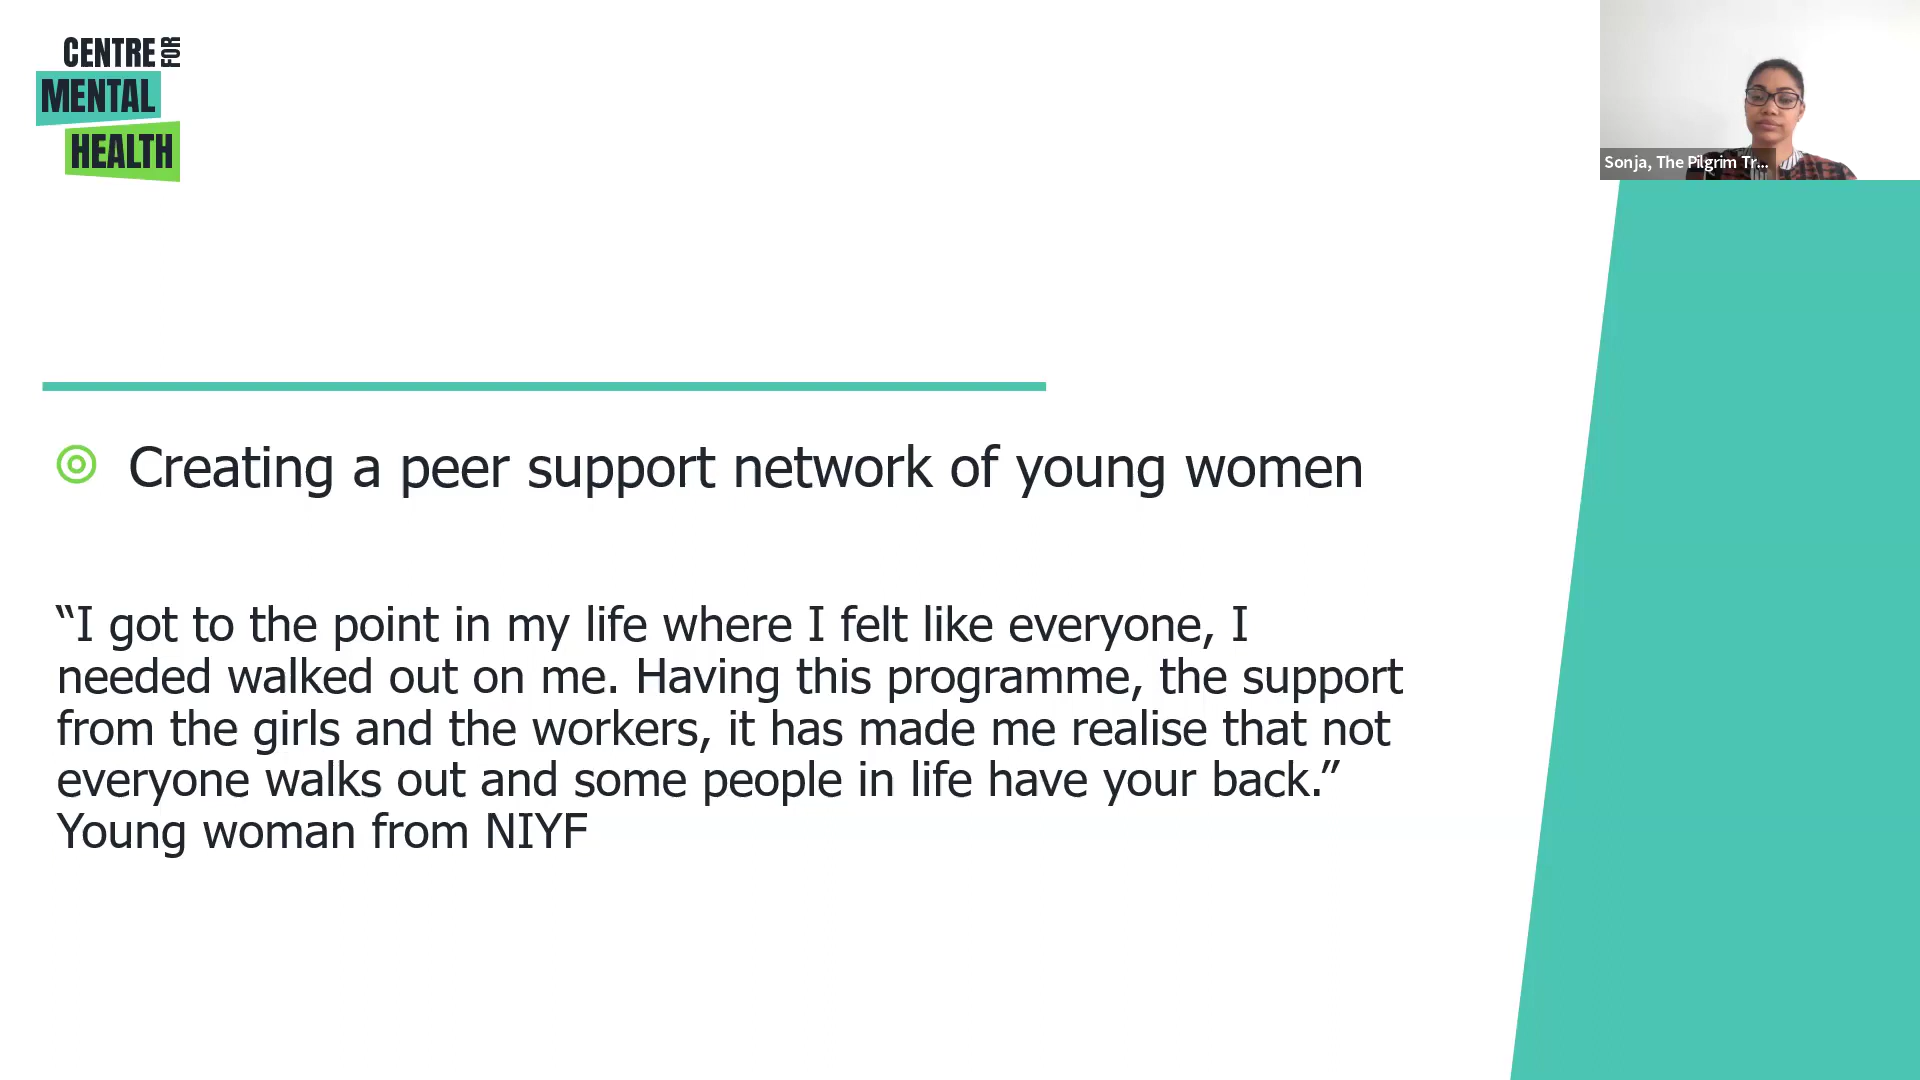 CENTRE FOR
MENTAL
HEALTH
Sonja, The Pilgrim Tr...
Creating a peer support network of young women
“I got to the point in my life where I felt like everyone, I
needed walked out on me. Having this programme, the support
from the girls and the workers, it has made me realise that not
everyone walks out and some people in life have your back.”
Young woman from NIYF